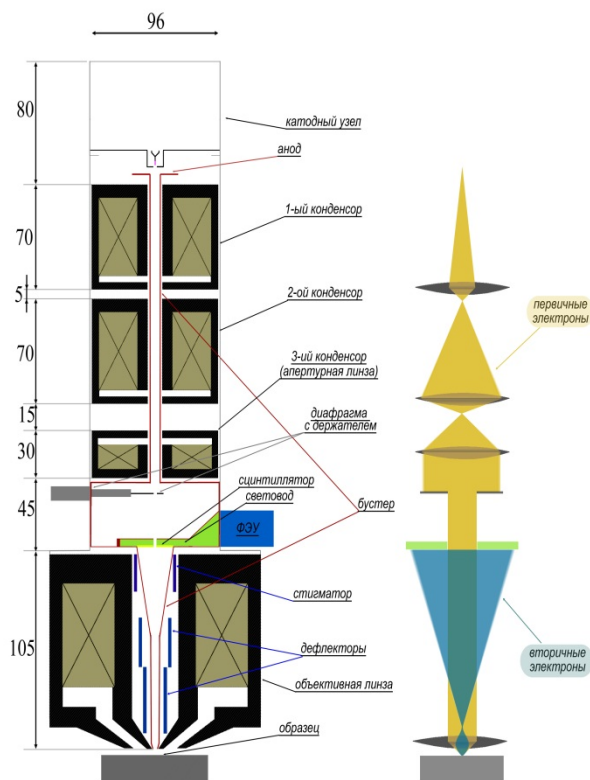 96
80
катодный узел
анод
70
1-ый конденсор
5
2-ой конденсор
70
3-ий конденсор
(апертурная линза)
15
диафрагма
с держателем
30
сцинтиллятор
световод
45
ФЭУ
бустер
стигматор
105
дефлекторы
объективная линза
образец
первичные
электроны
вторичные
электроны